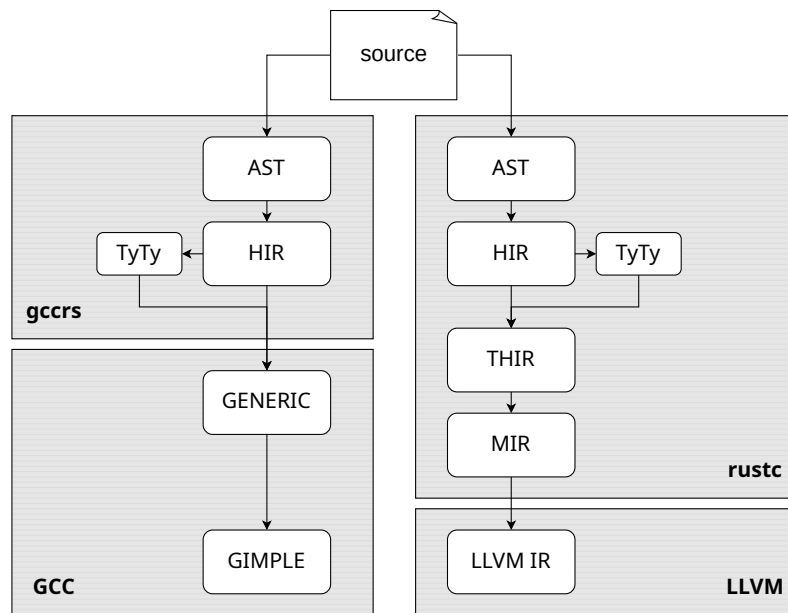 source
AST
HIR
TyTy
gccrs
GENERIC
GIMPLE
GCC
AST
HIR
TyTy
THIR
MIR
rustc
LLVM IR
LLVM